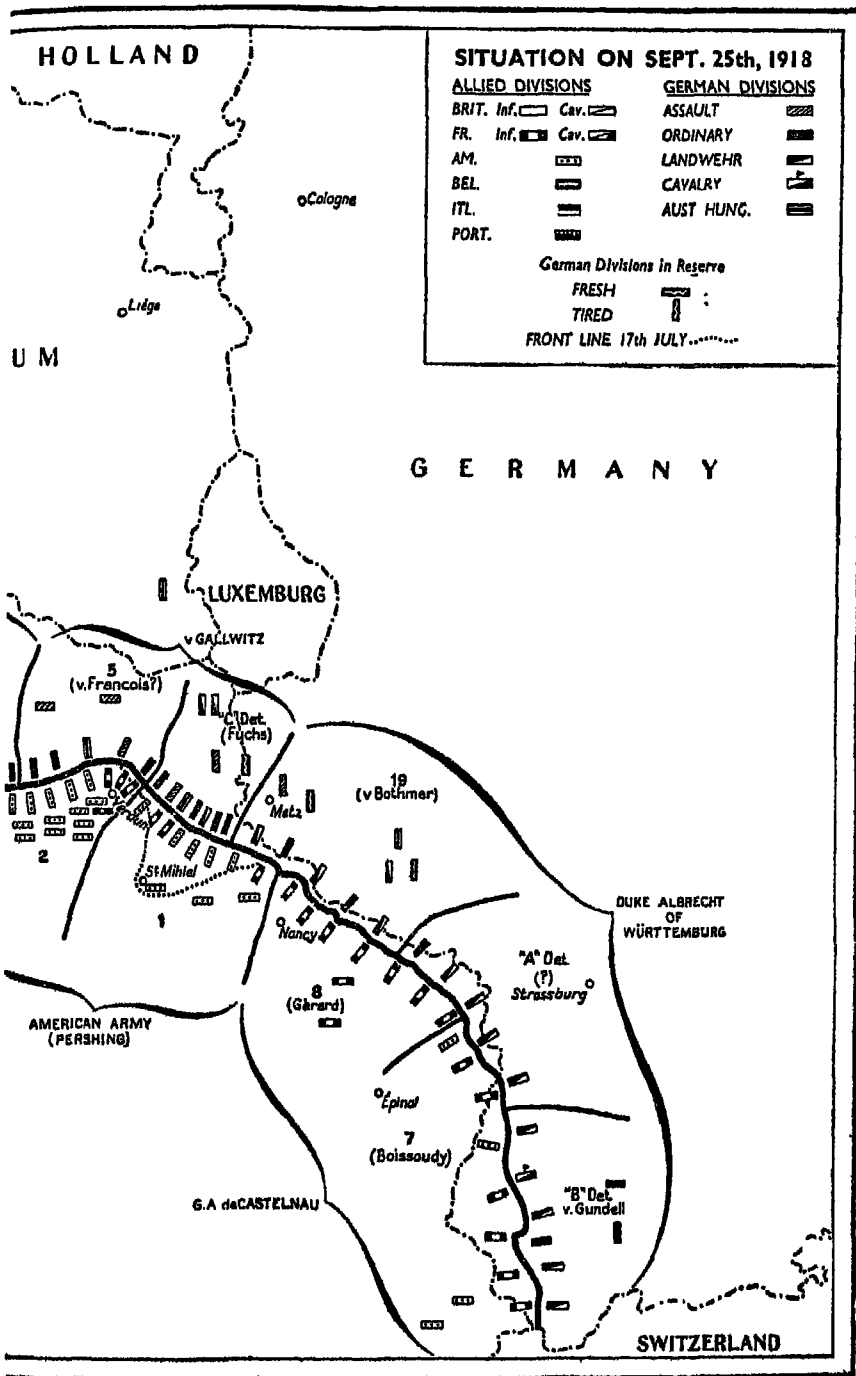 HOLLAND
SITUATION ON SEPT. 25th, 1918
ALLIED DIVISIONS
BRIT. Inf. Cav.
FR. Inf. Cav.
AM.
BEL.
ITL.
PORT.
GERMAN DIVISIONS
ASSAULT
ORDINARY
LANDWEHR
CAVALRY
AUST HUNG.
German Divisions in Reserve
FRESH
TIRED
FRONT LINE 17th JULY
Cologne
Liége
UM
GERMANY
LUXEMBURG
v GALLWITZ
5
(v. Francois?)
"C" Det.
(Fuchs)
19
(v Bothmer)
Metz
Verdun
2
St Mihiel
1
Nancy
DUKE ALBRECHT
OF
WÜRTTEMBURG
"A" Det.
(?)
Strassburg
8
(Gérard)
AMERICAN ARMY
(PERSHING)
Épinal
7
(Boissoudy)
G.A deCASTELNAU
"B" Det.
v. Gundell
SWITZERLAND